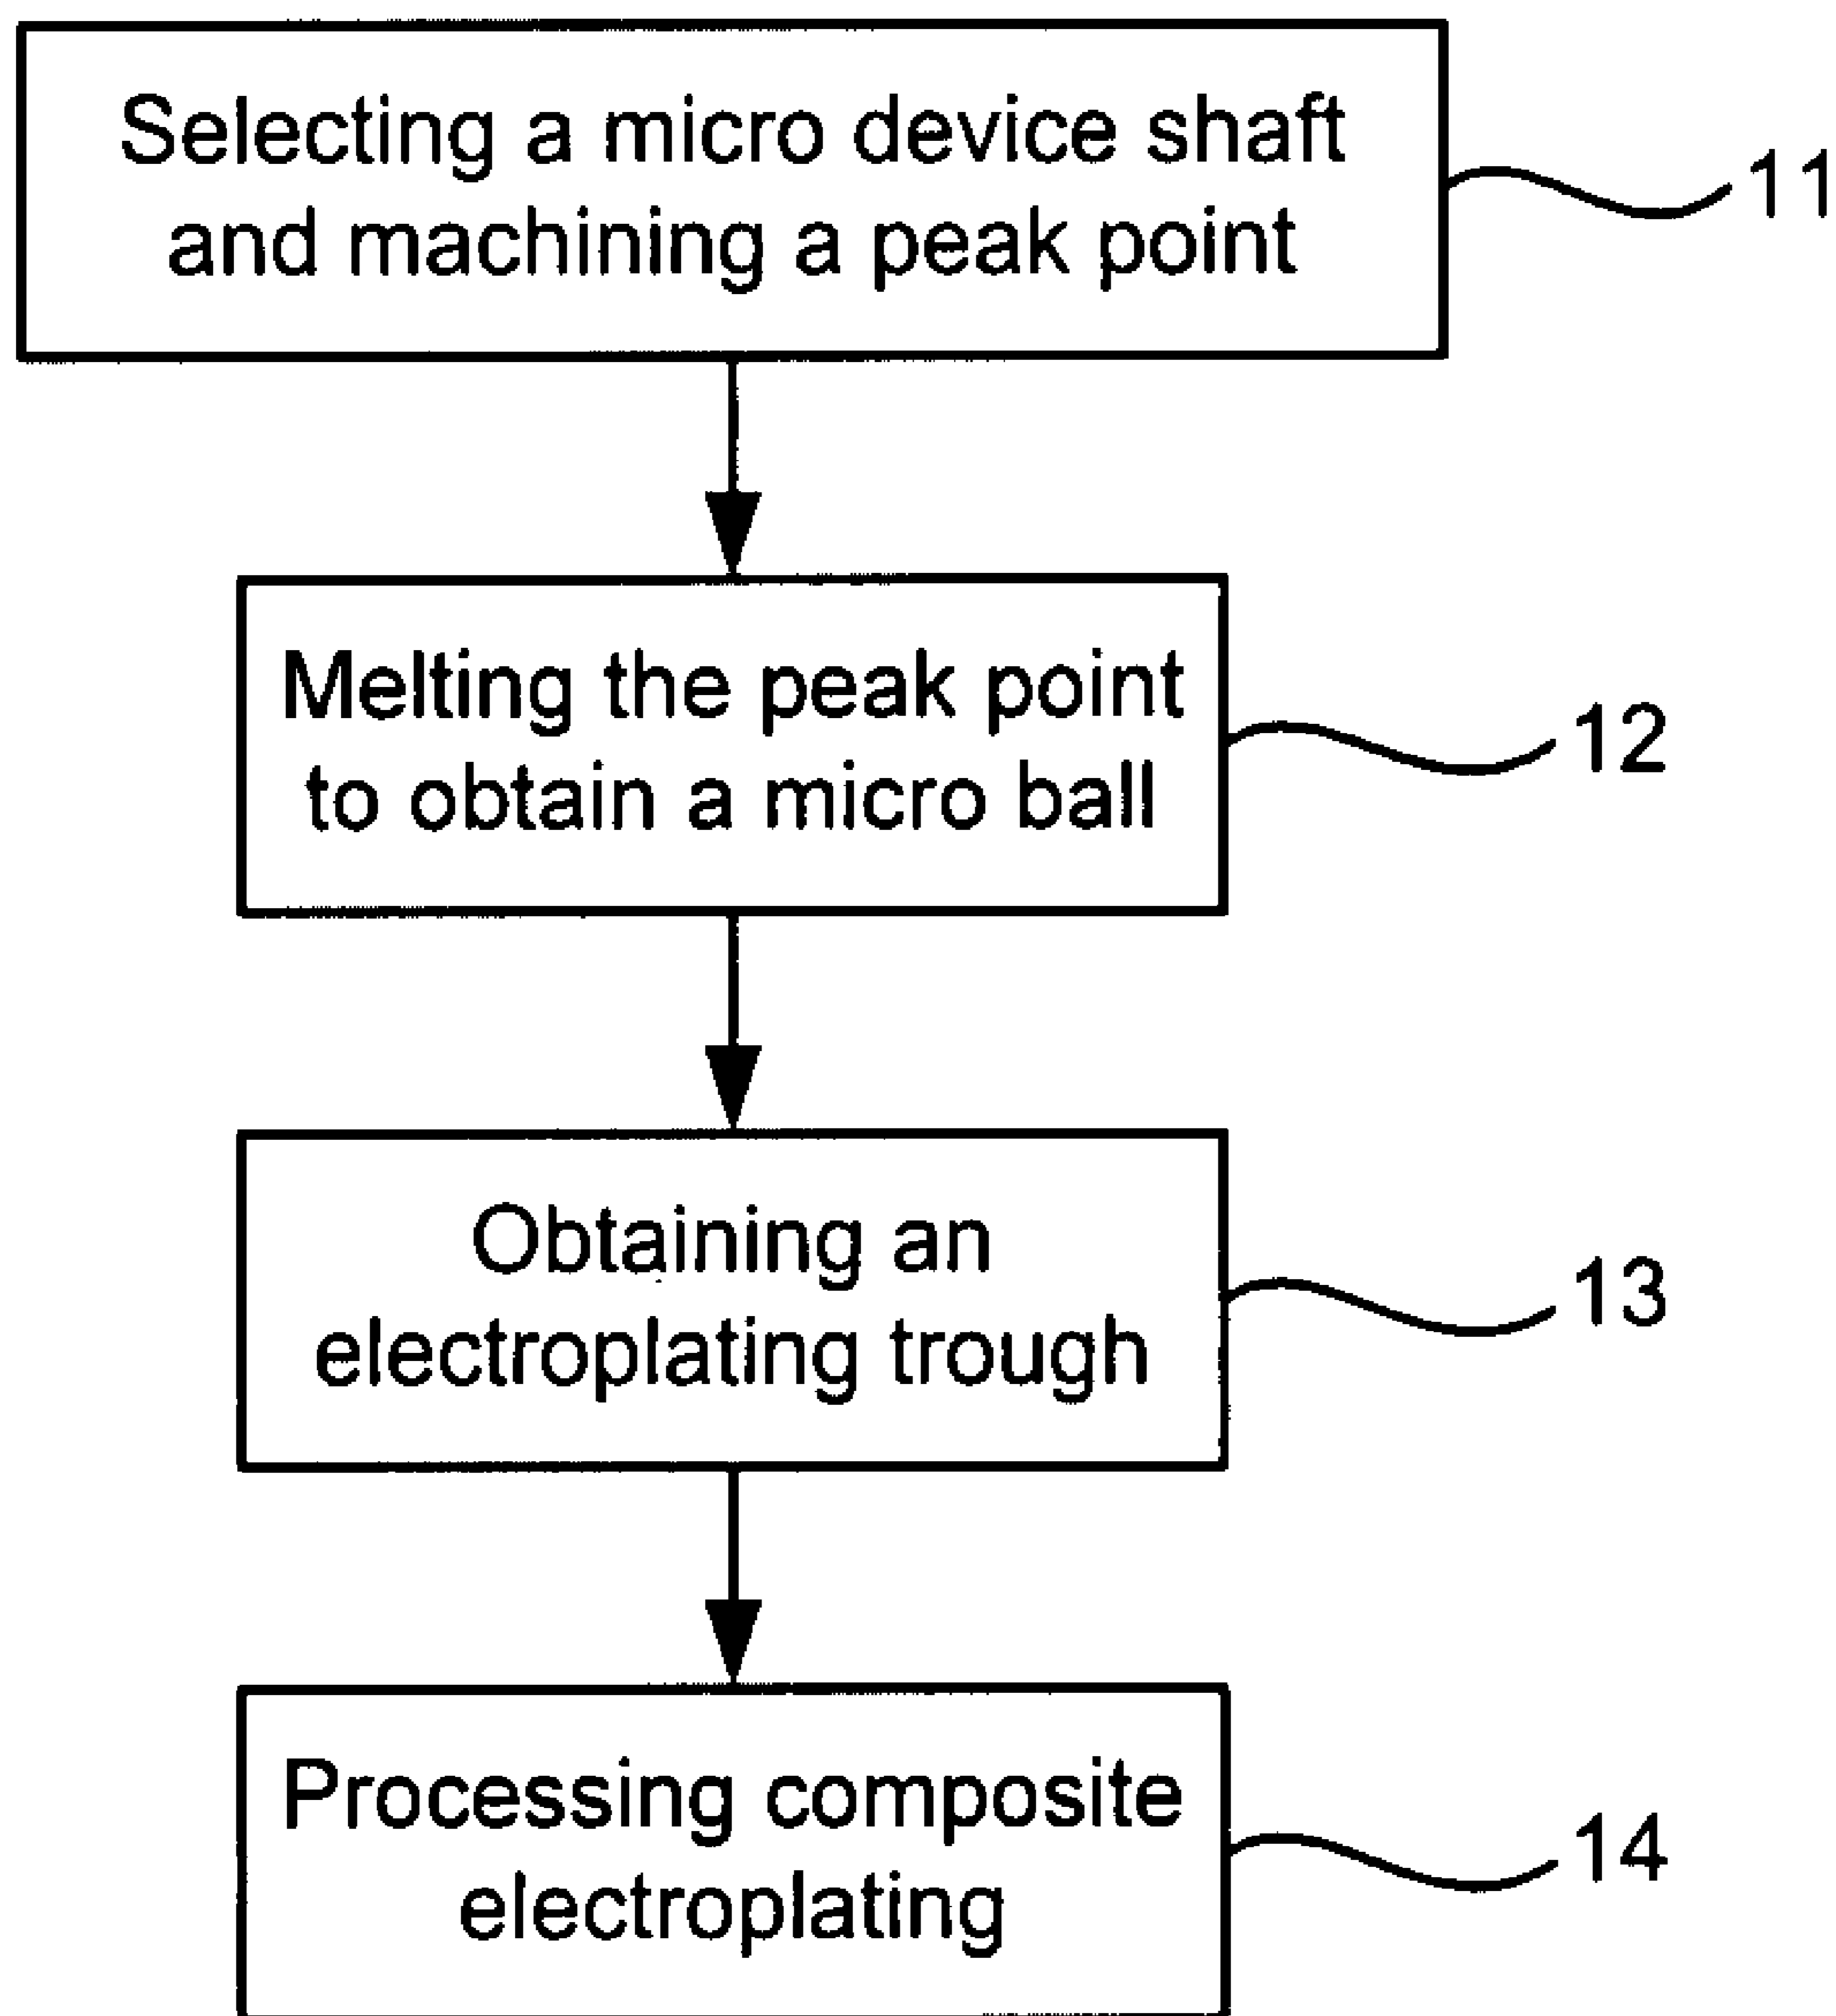 Selecting a micro device shaft
and machining a peak point
11
Melting the peak point
to obtain a micro ball
12
Obtaining an
electroplating trough
13
Processing composite
electroplating
14